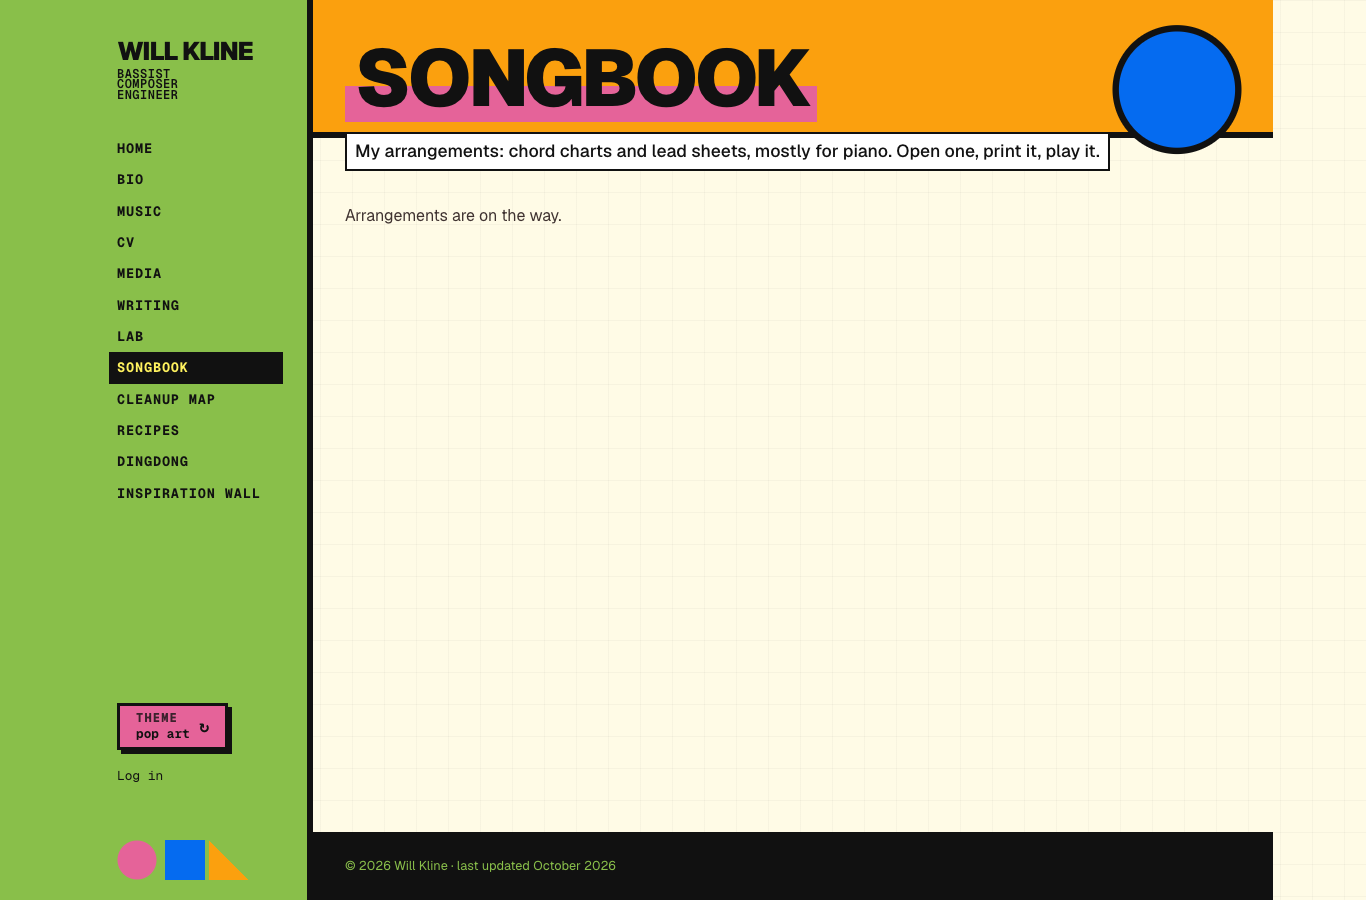 WILL KLINE
BASSIST
COMPOSER
ENGINEER
HOME
BIO
MUSIC
CV
MEDIA
WRITING
LAB
SONGBOOK
CLEANUP MAP
RECIPES
DINGDONG
INSPIRATION WALL
THEME
pop art ↻
Log in
SONGBOOK
My arrangements: chord charts and lead sheets, mostly for piano. Open one, print it, play it.
Arrangements are on the way.
© 2026 Will Kline · last updated October 2026